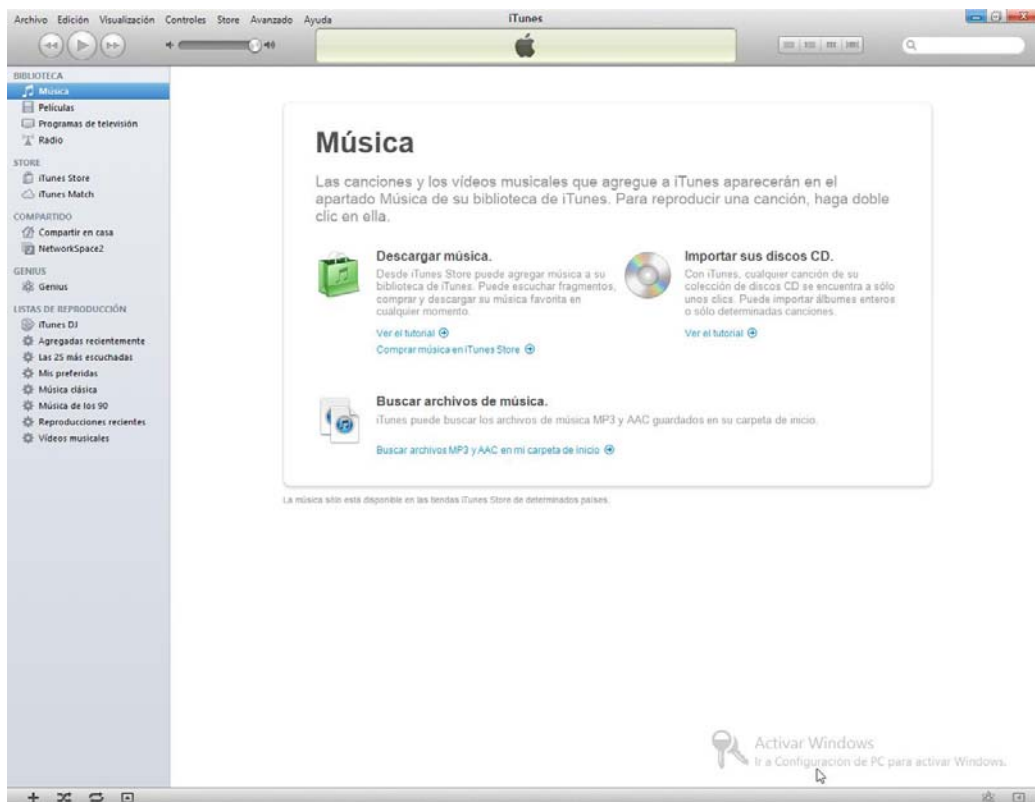 Archivo Edición Visualización Controles Store Avanzado Ayuda
iTunes
BIBLIOTECA
Música
Películas
Programas de televisión
Radio
STORE
iTunes Store
iTunes Match
COMPARTIDO
Compartir en casa
NetworkSpace2
GENIUS
Genius
LISTAS DE REPRODUCCIÓN
iTunes DJ
Agregadas recientemente
Las 25 más escuchadas
Mis preferidas
Música clásica
Música de los 90
Reproducciones recientes
Vídeos musicales
Música
Las canciones y los vídeos musicales que agregue a iTunes aparecerán en el
apartado Música de su biblioteca de iTunes. Para reproducir una canción, haga doble
clic en ella.
Descargar música.
Desde iTunes Store puede agregar música a su
biblioteca de iTunes. Puede escuchar fragmentos,
comprar y descargar su música favorita en
cualquier momento.
Ver el tutorial
Comprar música en iTunes Store
Importar sus discos CD.
Con iTunes, cualquier canción de su
colección de discos CD se encuentra a sólo
unos clics. Puede importar álbumes enteros
o sólo determinadas canciones.
Ver el tutorial
Buscar archivos de música.
iTunes puede buscar los archivos de música MP3 y AAC guardados en su carpeta de inicio.
Buscar archivos MP3 y AAC en mi carpeta de inicio
La música sólo está disponible en las tiendas iTunes Store de determinados países.
Activar Windows
Ir a Configuración de PC para activar Windows.